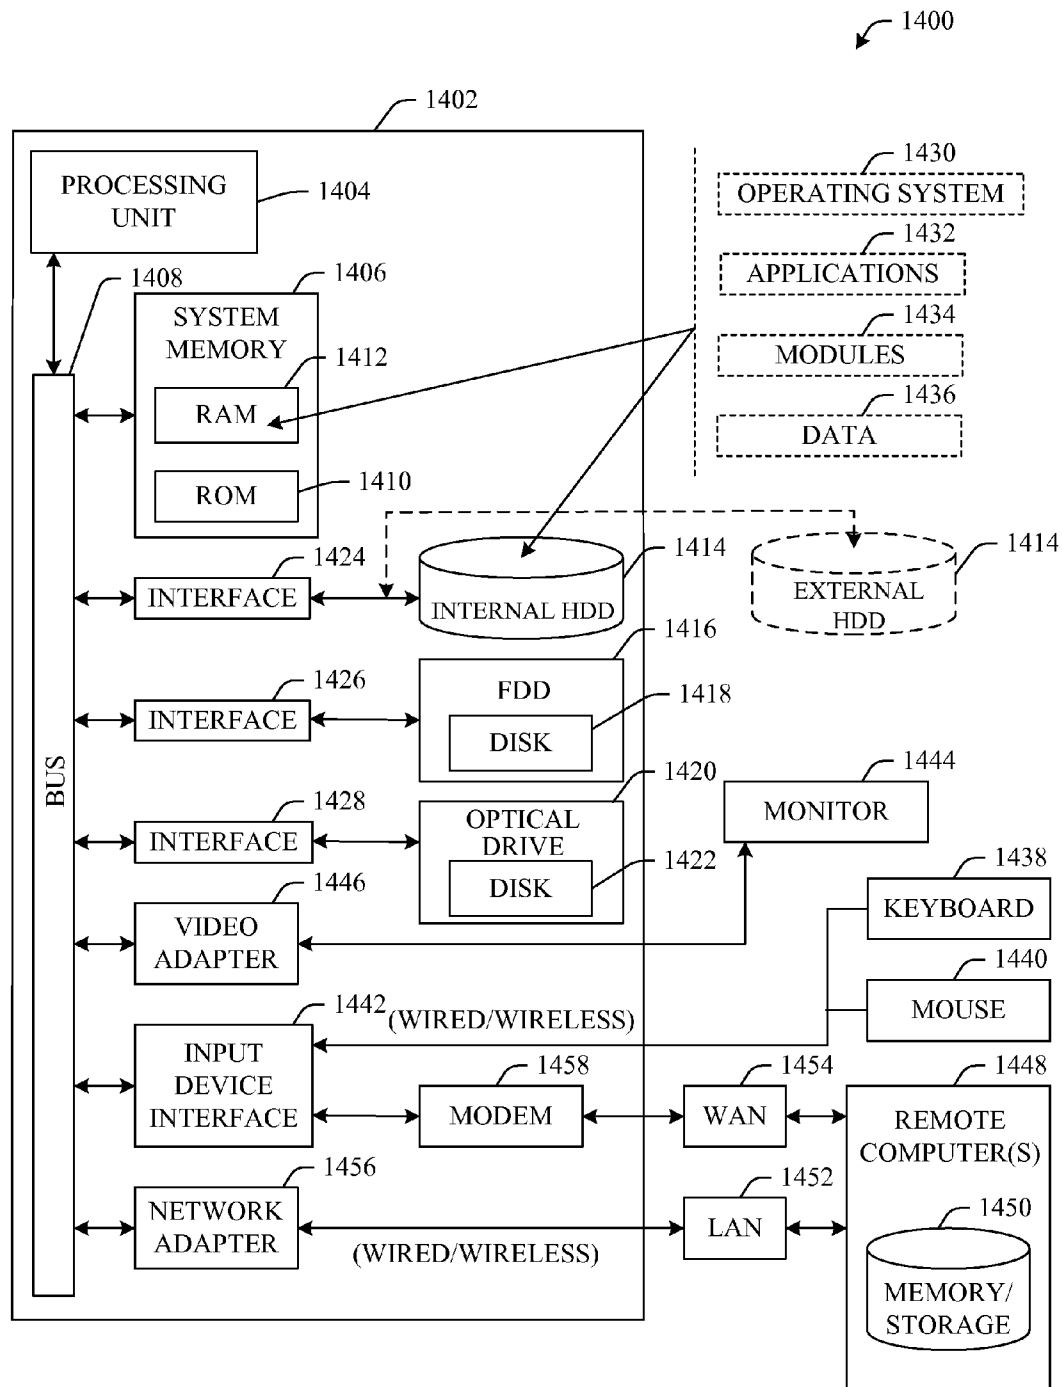 1400
1402
PROCESSING
UNIT
1404
1408
1406
SYSTEM
MEMORY
1412
RAM
1410
ROM
1430
OPERATING SYSTEM
1432
APPLICATIONS
1434
MODULES
1436
DATA
1424
INTERFACE
1414
INTERNAL HDD
1414
EXTERNAL
HDD
1416
FDD
1426
INTERFACE
1418
DISK
BUS
1420
OPTICAL
DRIVE
1428
INTERFACE
1422
DISK
1444
MONITOR
1446
VIDEO
ADAPTER
1438
KEYBOARD
1440
MOUSE
1442
(WIRED/WIRELESS)
INPUT
DEVICE
INTERFACE
1458
MODEM
1454
WAN
1448
REMOTE
COMPUTER(S)
1456
NETWORK
ADAPTER
(WIRED/WIRELESS)
1452
LAN
1450
MEMORY/
STORAGE